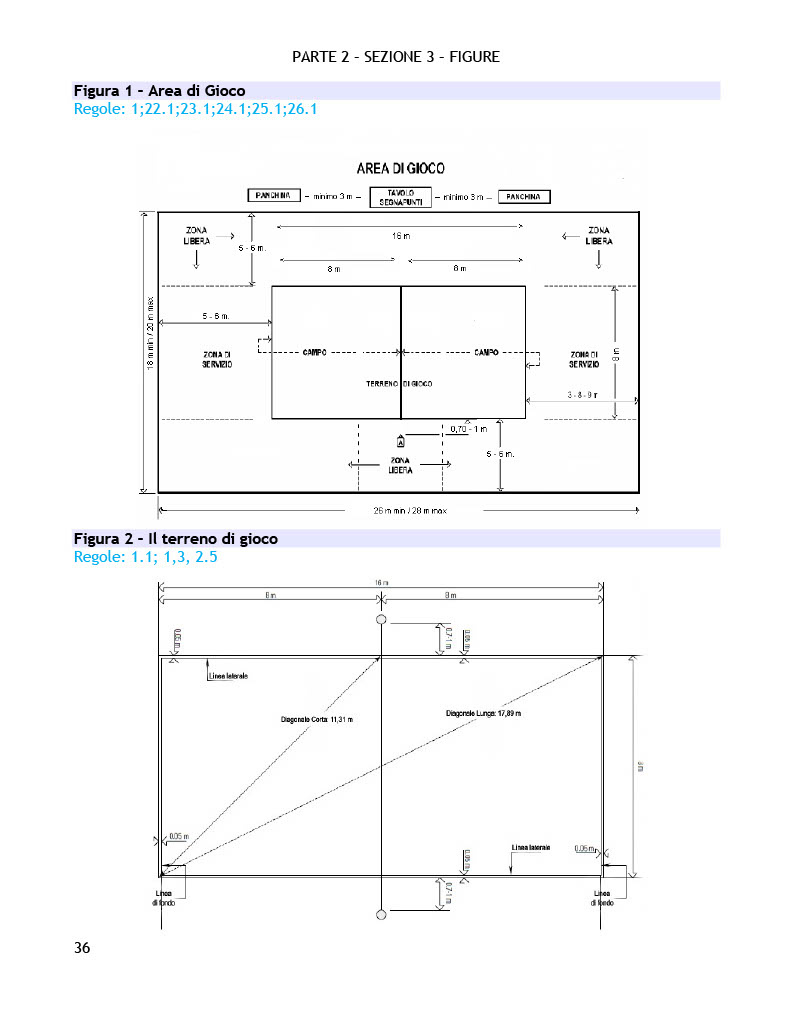 PARTE 2 – SEZIONE 3 – FIGURE
Figura 1 – Area di Gioco
Regole: 1;22.1;23.1;24.1;25.1;26.1
AREA DI GIOCO
PANCHINA
minimo 3 m
TAVOLO
SEGNAPUNTI
minimo 3 m
PANCHINA
ZONA
LIBERA
5 - 6 m.
16 m
ZONA
LIBERA
8 m
8 m
18 m min / 20 m max
5 - 6 m.
ZONA DI
SERVIZIO
CAMPO
CAMPO
ZONA DI
SERVIZIO
8 m
TERRENO DI GIOCO
0,70 - 1 m
A
5 - 6 m.
ZONA
LIBERA
26 m min / 28 m max
Figura 2 – Il terreno di gioco
Regole: 1.1; 1,3, 2.5
16 m
8 m
8 m
0.05 m
0.7-1 m
0.05 m
Linea laterale
Diagonale Corta: 11,31 m
Diagonale Lunga: 17,89 m
8 m
0.05 m
Linea laterale
0.05 m
0.05 m
Linea
di fondo
0.7-1 m
Linea
di fondo
36